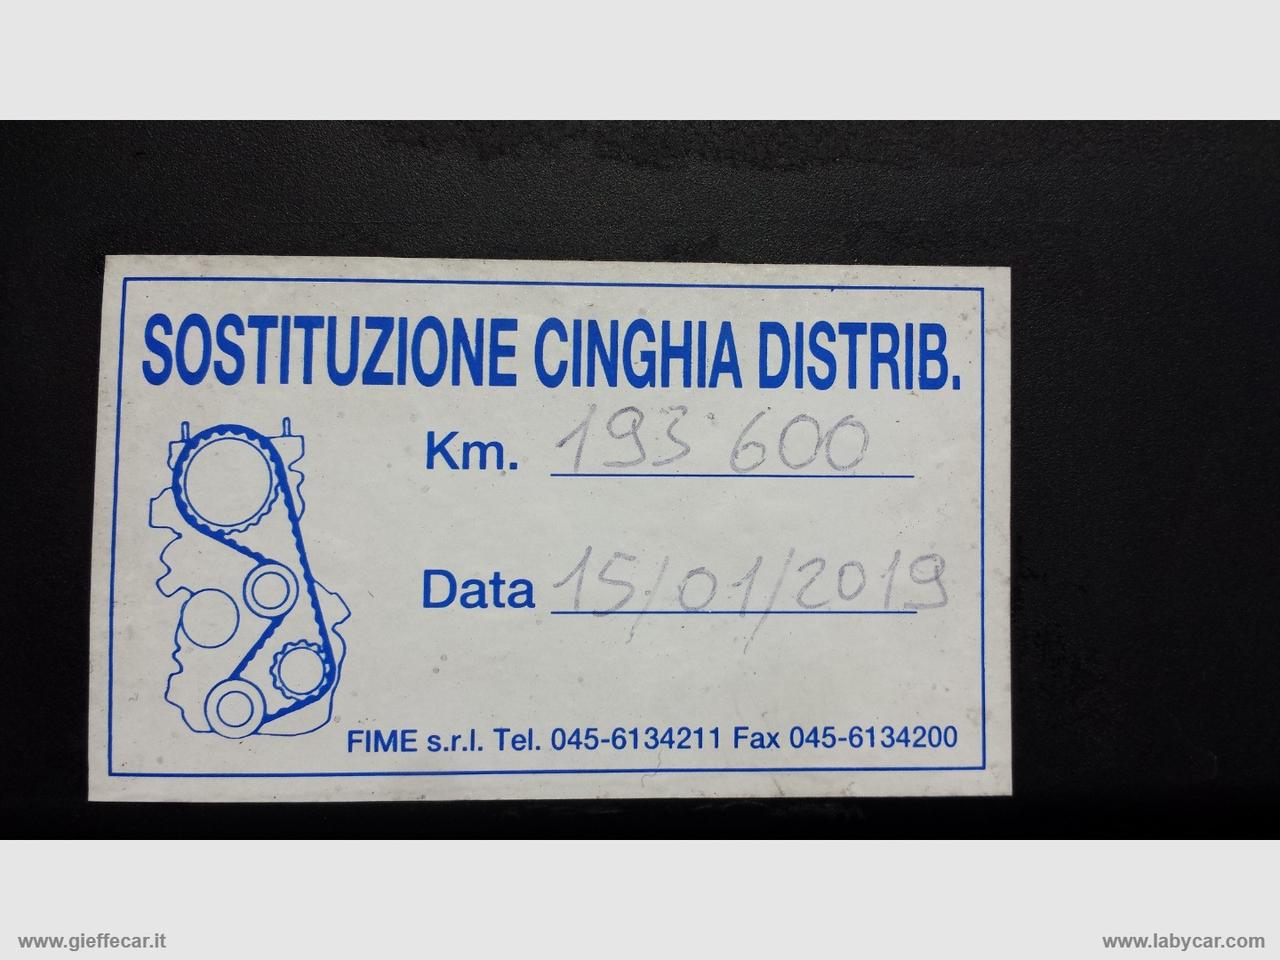 SOSTITUZIONE CINGHIA DISTRIB.
Km. 193'600
Data 15/01/2019
FIME s.r.l. Tel. 045-6134211 Fax 045-6134200
www.gieffecar.it
www.labycar.com